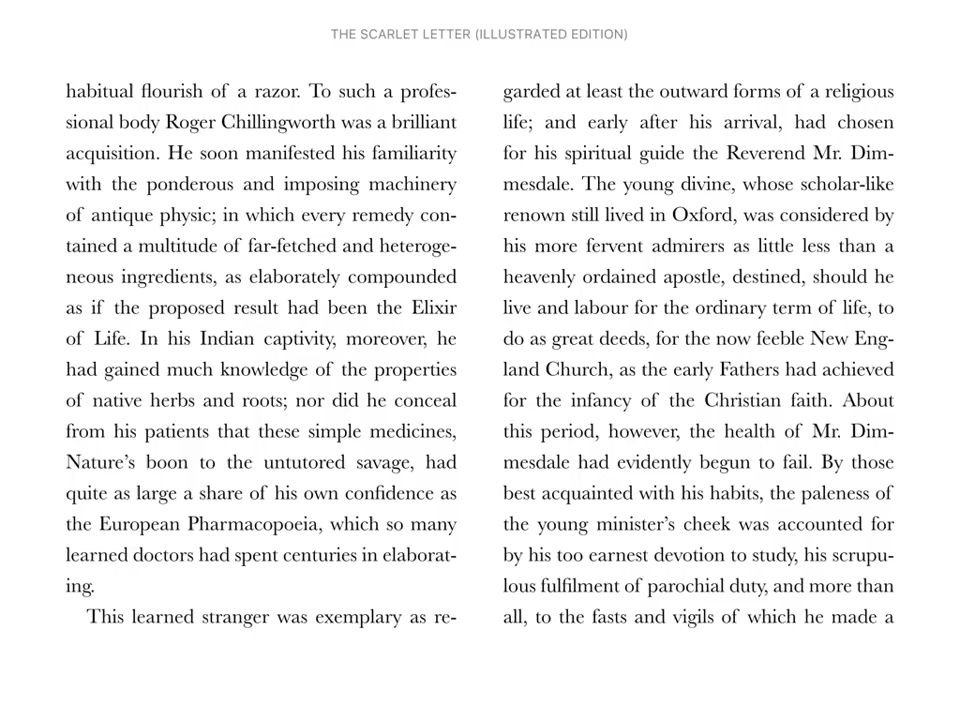 THE SCARLET LETTER (ILLUSTRATED EDITION)
habitual flourish of a razor. To such a profes-
sional body Roger Chillingworth was a brilliant
acquisition. He soon manifested his familiarity
with the ponderous and imposing machinery
of antique physic; in which every remedy con-
tained a multitude of far-fetched and heteroge-
neous ingredients, as elaborately compounded
as if the proposed result had been the Elixir
of Life. In his Indian captivity, moreover, he
had gained much knowledge of the properties
of native herbs and roots; nor did he conceal
from his patients that these simple medicines,
Nature’s boon to the untutored savage, had
quite as large a share of his own confidence as
the European Pharmacopoeia, which so many
learned doctors had spent centuries in elaborat-
ing.
This learned stranger was exemplary as re-
garded at least the outward forms of a religious
life; and early after his arrival, had chosen
for his spiritual guide the Reverend Mr. Dim-
mesdale. The young divine, whose scholar-like
renown still lived in Oxford, was considered by
his more fervent admirers as little less than a
heavenly ordained apostle, destined, should he
live and labour for the ordinary term of life, to
do as great deeds, for the now feeble New Eng-
land Church, as the early Fathers had achieved
for the infancy of the Christian faith. About
this period, however, the health of Mr. Dim-
mesdale had evidently begun to fail. By those
best acquainted with his habits, the paleness of
the young minister’s cheek was accounted for
by his too earnest devotion to study, his scrupu-
lous fulfilment of parochial duty, and more than
all, to the fasts and vigils of which he made a